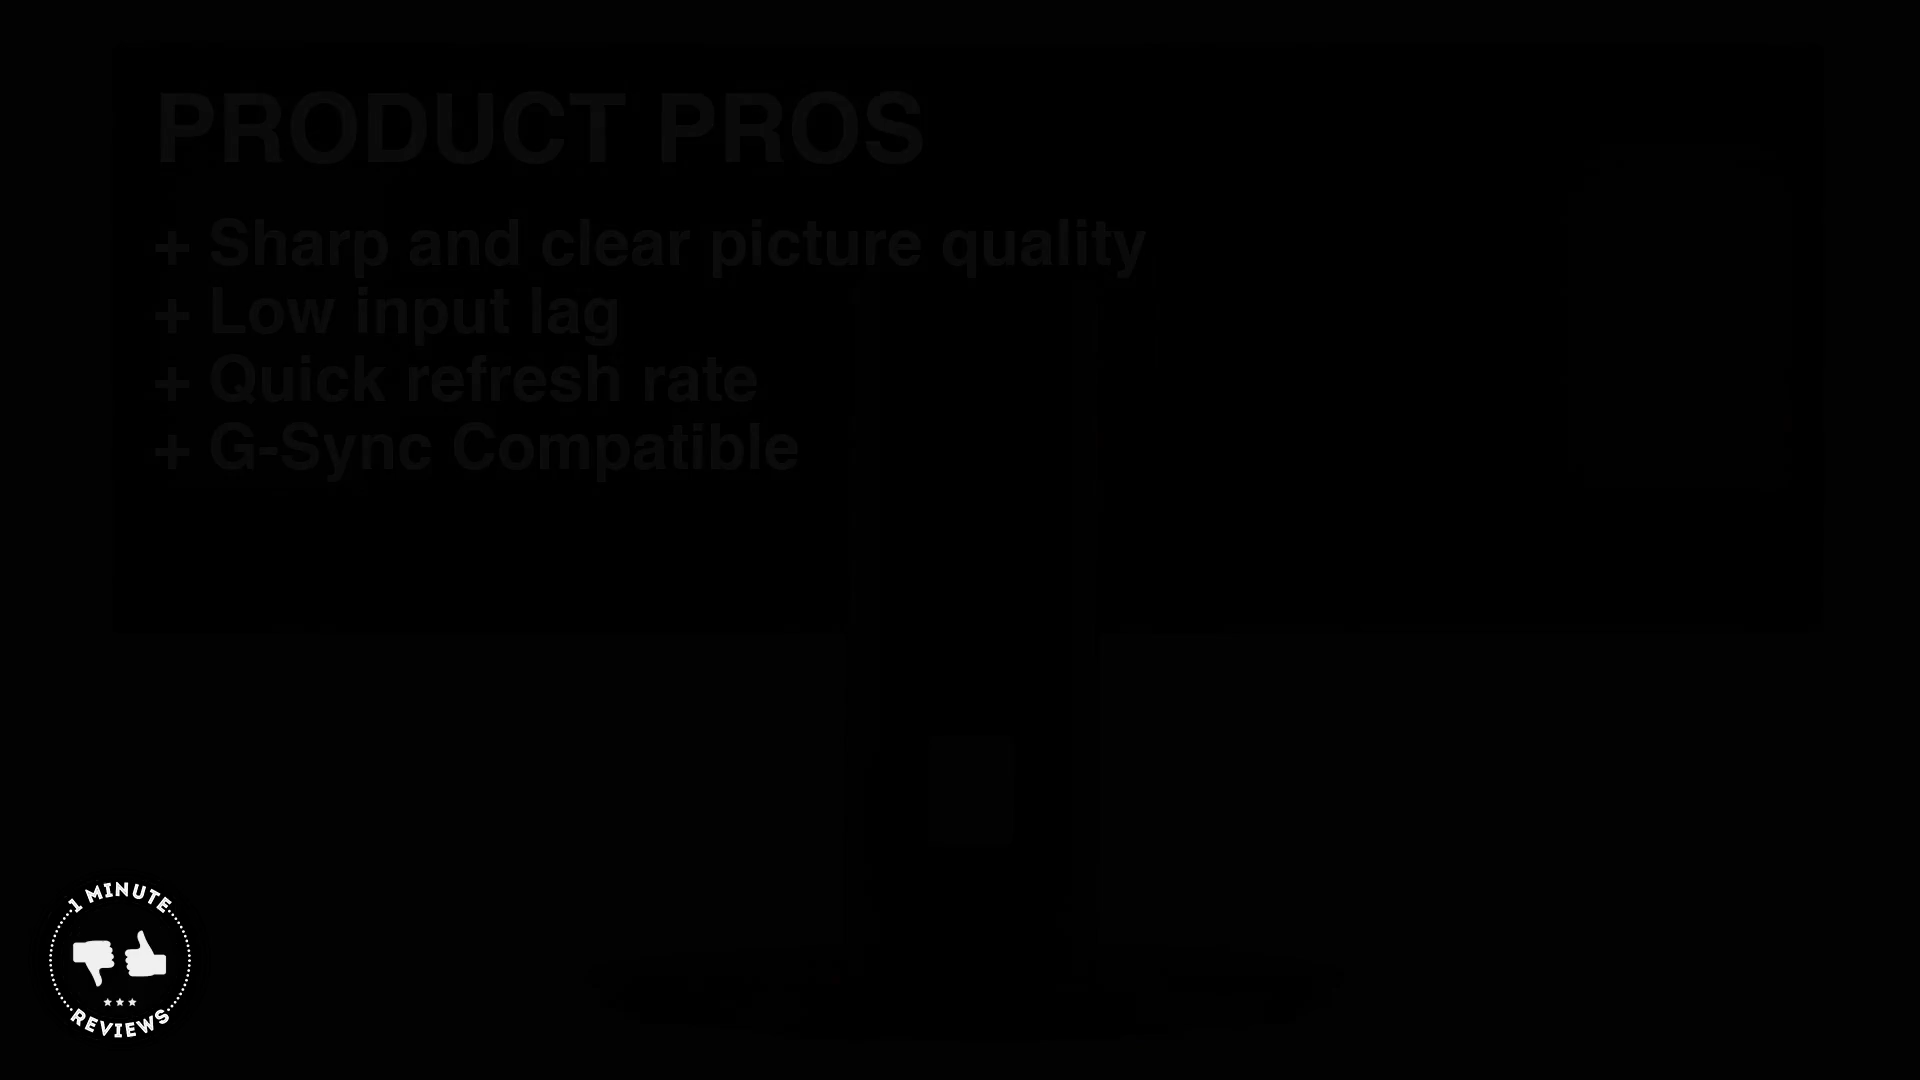 PRODUCT PROS
+ Sharp and clear picture quality
+ Low input lag
+ Quick refresh rate
+ G-Sync Compatible
1 MINUTE
REVIEWS